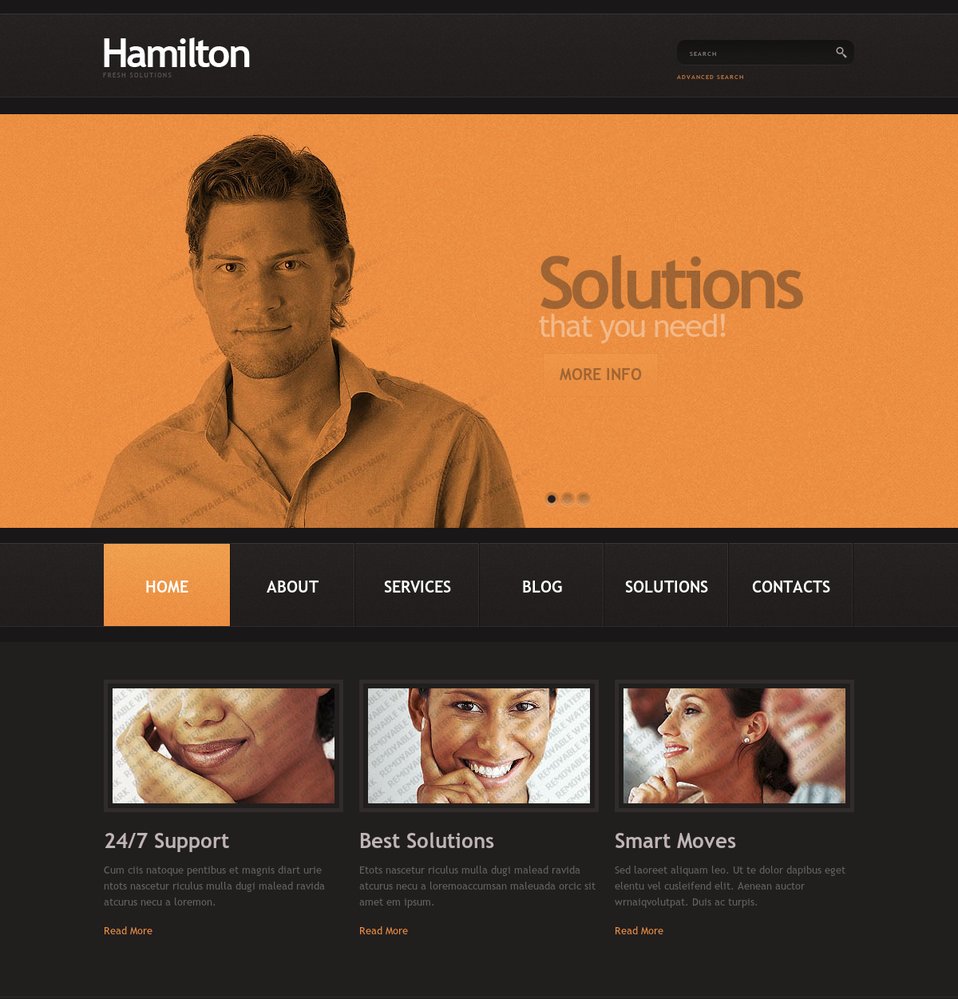 Hamilton
FRESH SOLUTIONS
SEARCH
ADVANCED SEARCH
Solutions
that you need!
MORE INFO
REMOVABLE WATERMARK
HOME
ABOUT
SERVICES
BLOG
SOLUTIONS
CONTACTS
REMOVABLE WATERMARK
24/7 Support
Cum ciis natoque pentibus et magnis diart urie
ntots nascetur riculus mulla dugi malead ravida
atcurus necu a loremon.
Read More
Best Solutions
Etots nascetur riculus mulla dugi malead ravida
atcurus necu a loremoaccumsan maleuada orcic sit
amet em ipsum.
Read More
Smart Moves
Sed laoreet aliquam leo. Ut te dolor dapibus eget
elentu vel cusleifend elit. Aenean auctor
wrnaiqvolutpat. Duis ac turpis.
Read More